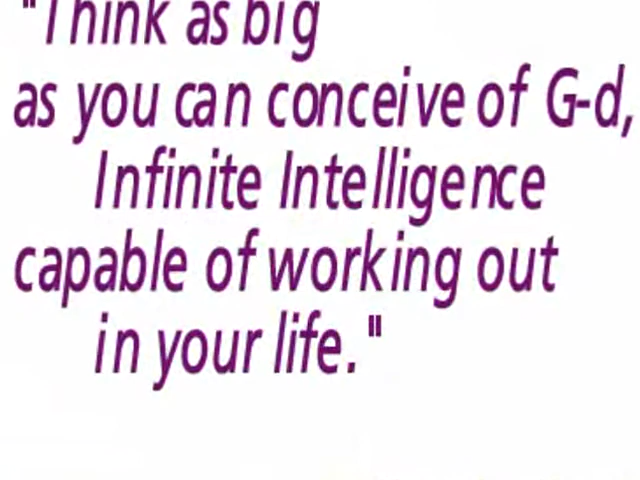 "Think as big
as you can conceive of G-d,
Infinite Intelligence
capable of working out
in your life."